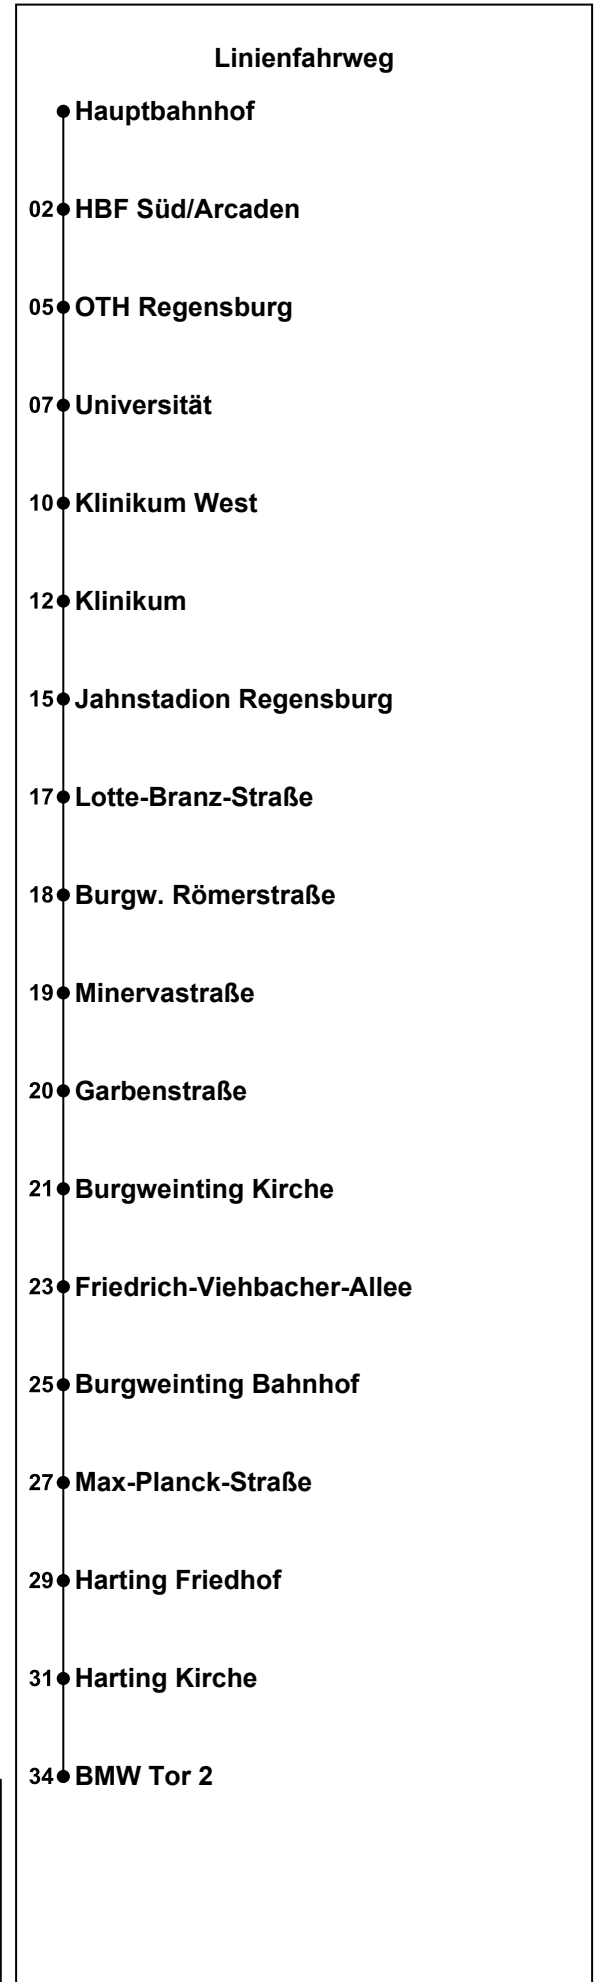 Linienfahrweg
Hauptbahnhof
02 HBF Süd/Arcaden
05 OTH Regensburg
07 Universität
10 Klinikum West
12 Klinikum
15 Jahnstadion Regensburg
17 Lotte-Branz-Straße
18 Burgw. Römerstraße
19 Minervastraße
20 Garbenstraße
21 Burgweinting Kirche
23 Friedrich-Viehbacher-Allee
25 Burgweinting Bahnhof
27 Max-Planck-Straße
29 Harting Friedhof
31 Harting Kirche
34 BMW Tor 2